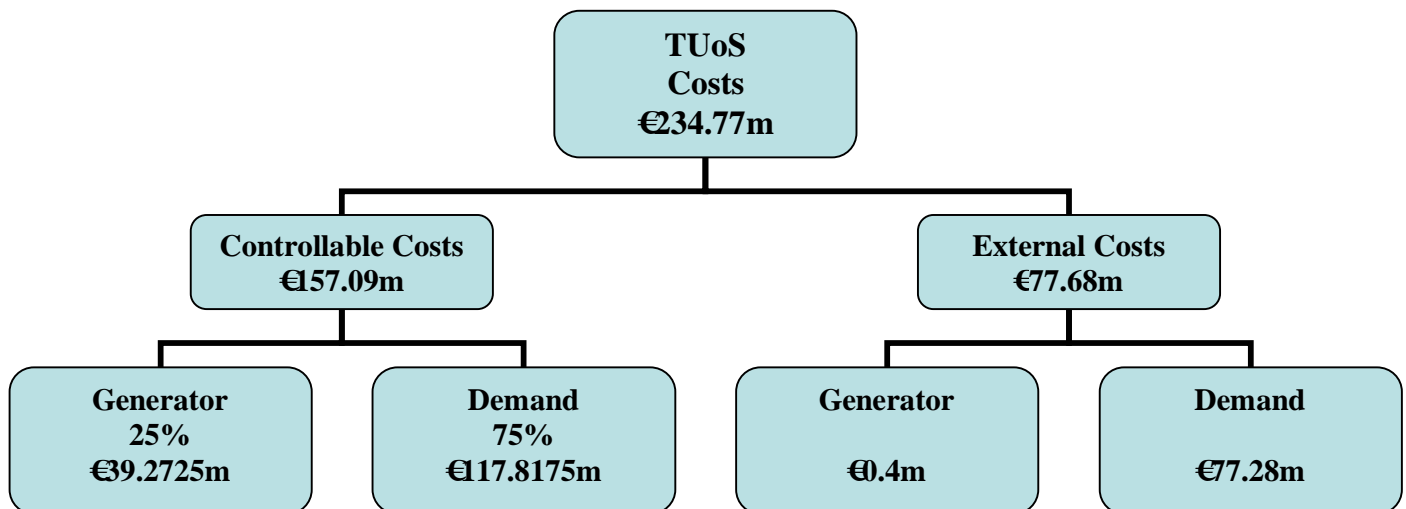 TUoS
Costs
€234.77m
Controllable Costs
€157.09m
External Costs
€77.68m
Generator
25%
€39.2725m
Demand
75%
€117.8175m
Generator
€0.4m
Demand
€77.28m